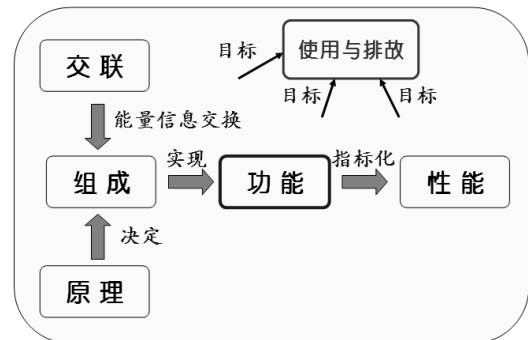 交联
目标
使用与排故
目标
目标
能量信息交换
组成
实现
功能
指标化
性能
决定
原理